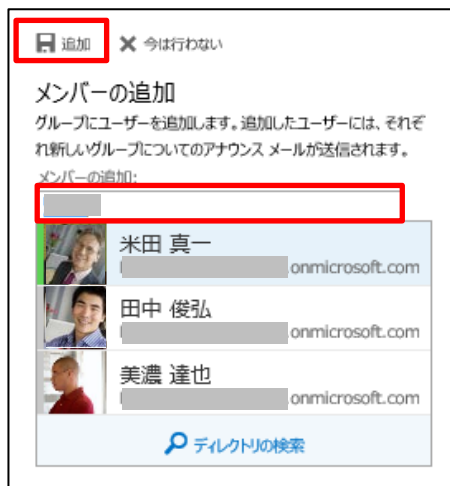 追加 今は行わない
メンバーの追加
グループにユーザーを追加します。追加したユーザーには、それぞ
れ新しいグループについてのアナウンス メールが送信されます。
メンバーの追加:
米田 真一
.onmicrosoft.com
田中 俊弘
.onmicrosoft.com
美濃 達也
.onmicrosoft.com
ディレクトリの検索